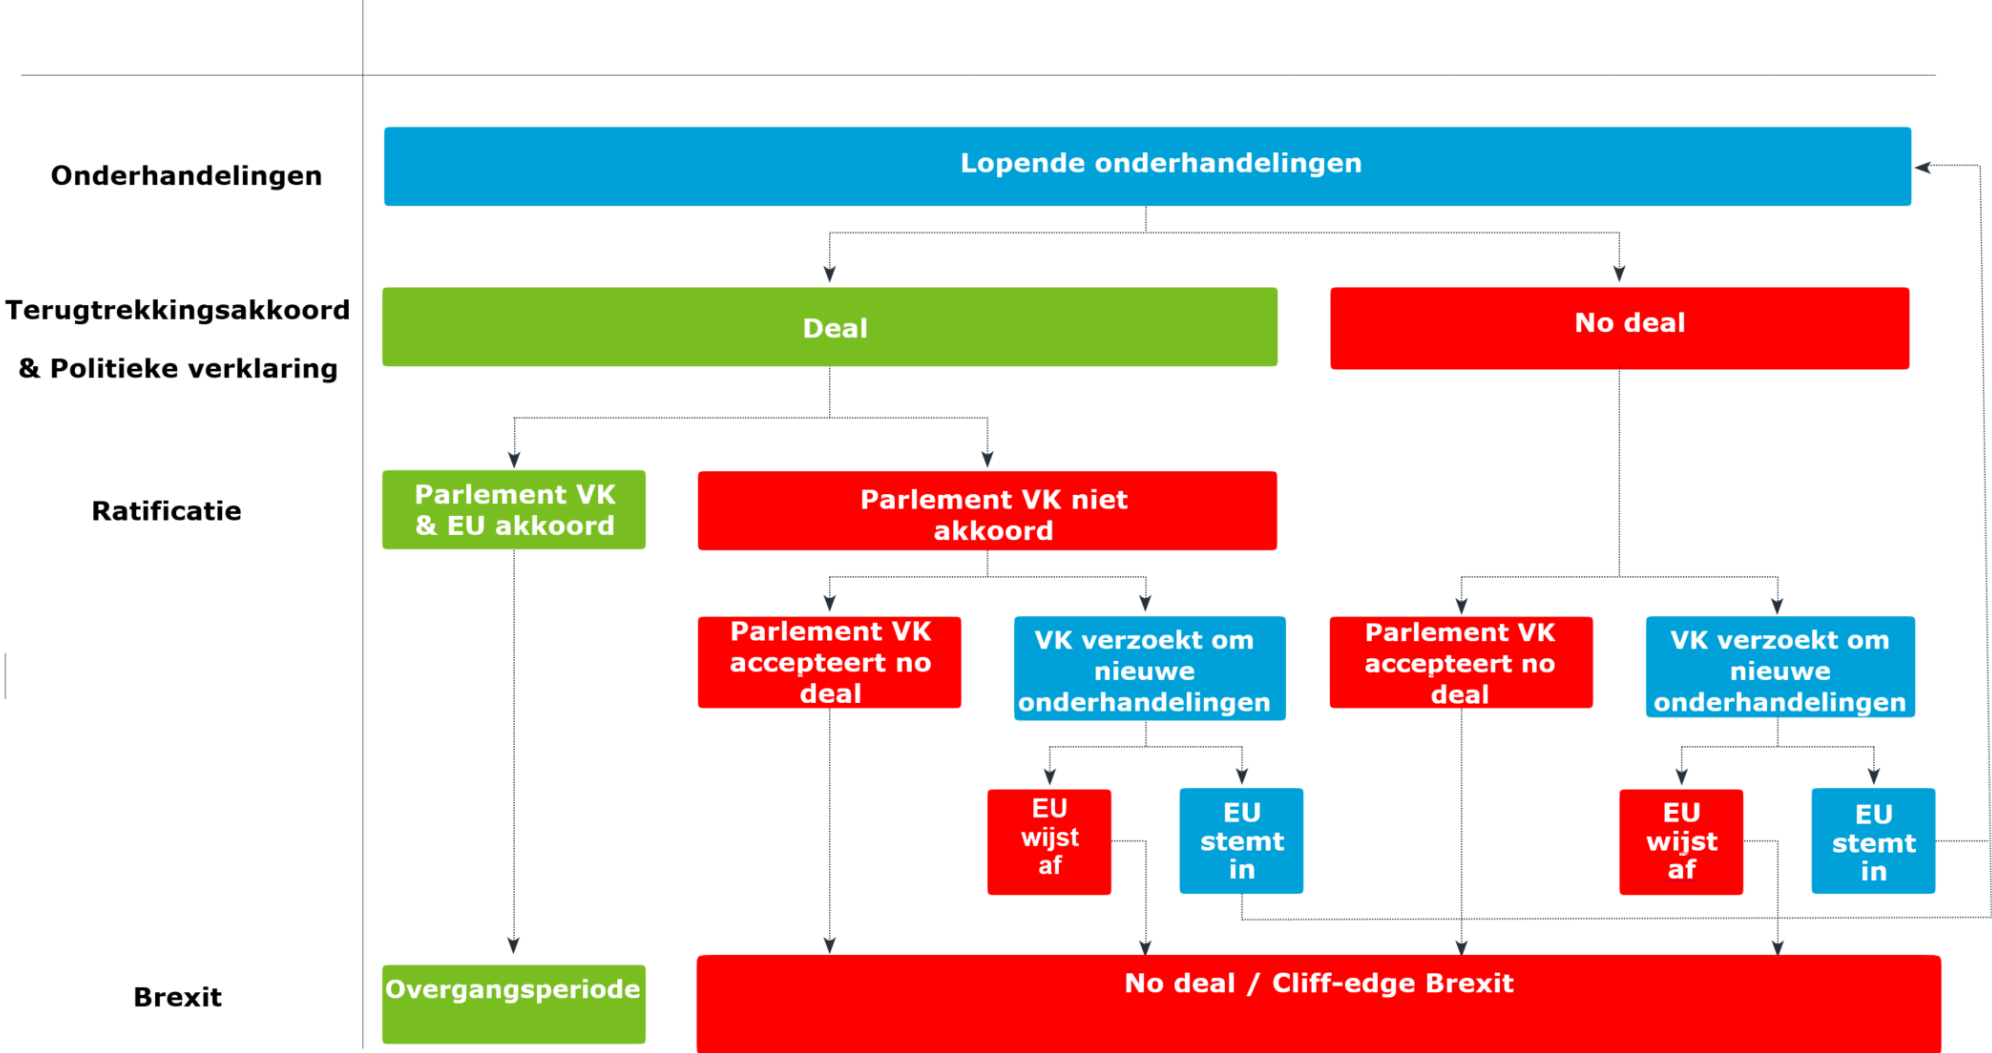 Onderhandelingen
Lopende onderhandelingen
Terugtrekkingsakkoord
& Politieke verklaring
Deal
No deal
Ratificatie
Parlement VK
& EU akkoord
Parlement VK niet
akkoord
Parlement VK
accepteert no
deal
VK verzoekt om
nieuwe
onderhandelingen
Parlement VK
accepteert no
deal
VK verzoekt om
nieuwe
onderhandelingen
EU
wijst
af
EU
stemt
in
EU
wijst
af
EU
stemt
in
Brexit
Overgangsperiode
No deal / Cliff-edge Brexit